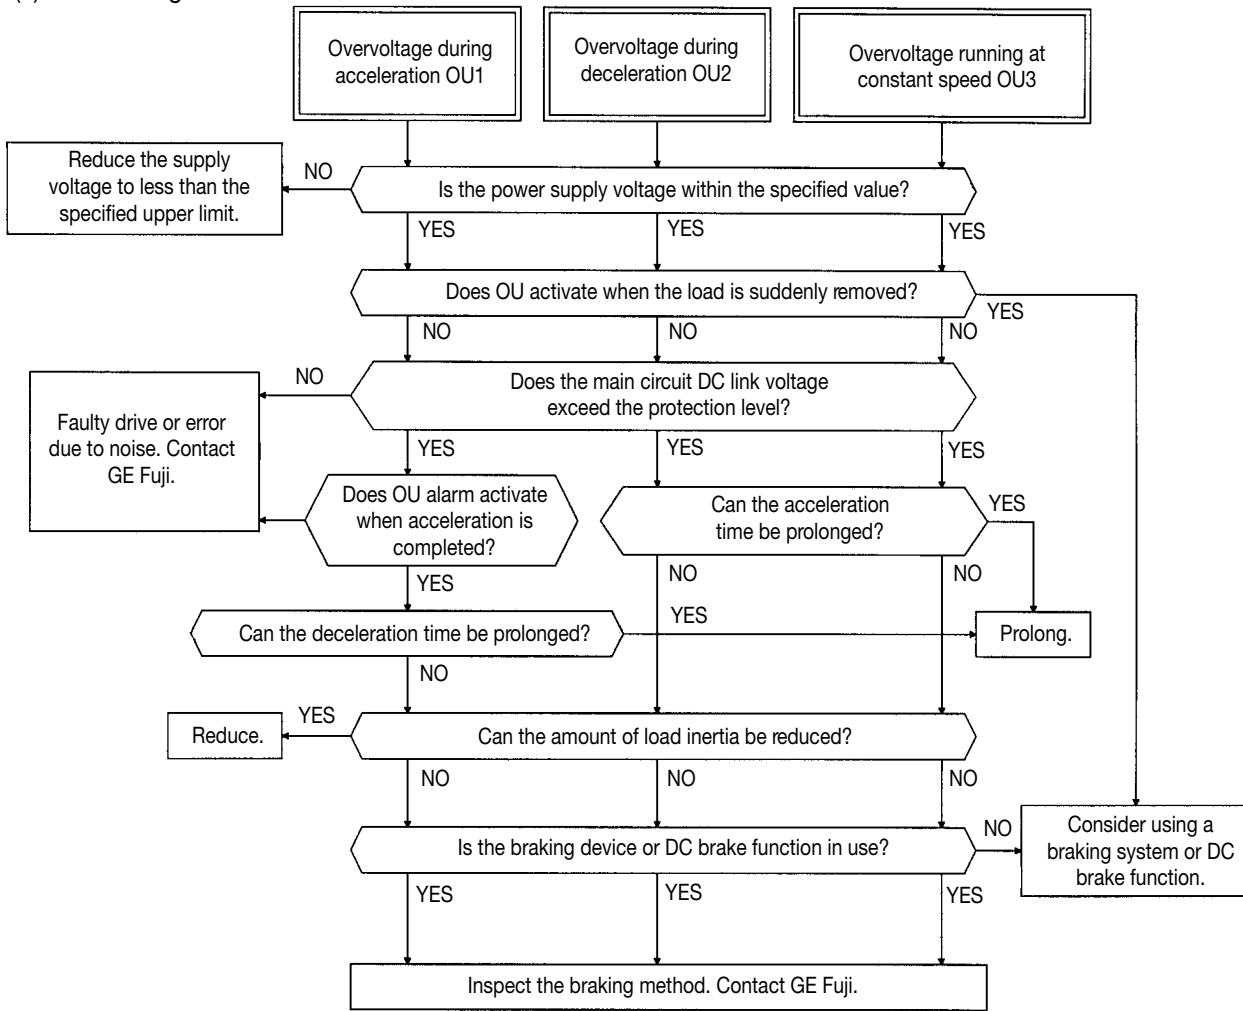 Overvoltage during
acceleration OU1
Overvoltage during
deceleration OU2
Overvoltage running at
constant speed OU3
Reduce the supply
voltage to less than the
specified upper limit.
NO
Is the power supply voltage within the specified value?
YES
YES
YES
Does OU activate when the load is suddenly removed?
YES
NO
NO
NO
NO
Does the main circuit DC link voltage
exceed the protection level?
Faulty drive or error
due to noise. Contact
GE Fuji.
YES
YES
YES
Does OU alarm activate
when acceleration is
completed?
Can the acceleration
time be prolonged?
YES
YES
NO
NO
Can the deceleration time be prolonged?
YES
Prolong.
NO
Reduce.
YES
Can the amount of load inertia be reduced?
NO
NO
NO
Is the braking device or DC brake function in use?
NO
Consider using a
braking system or DC
brake function.
YES
YES
YES
Inspect the braking method. Contact GE Fuji.